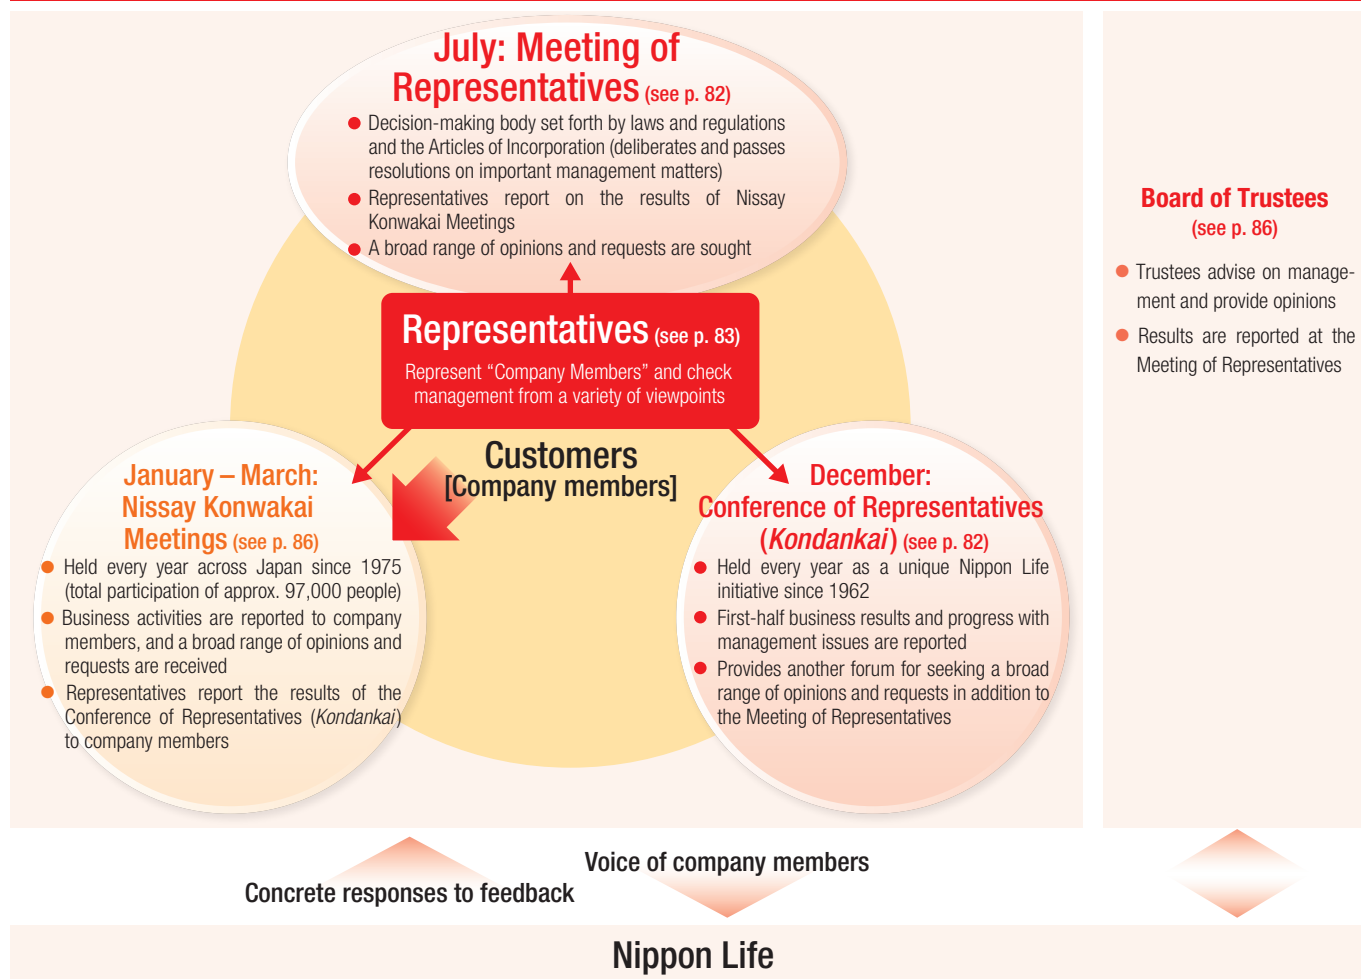 July: Meeting of
Representatives (see p. 82)
● Decision-making body set forth by laws and regulations
and the Articles of Incorporation (deliberates and passes
resolutions on important management matters)
● Representatives report on the results of Nissay
Konwakai Meetings
● A broad range of opinions and requests are sought
Representatives (see p. 83)
Represent “Company Members” and check
management from a variety of viewpoints
Customers
[Company members]
January – March:
Nissay Konwakai
Meetings (see p. 86)
● Held every year across Japan since 1975
(total participation of approx. 97,000 people)
● Business activities are reported to company
members, and a broad range of opinions and
requests are received
● Representatives report the results of the
Conference of Representatives (Kondankai)
to company members
December:
Conference of Representatives
(Kondankai) (see p. 82)
● Held every year as a unique Nippon Life
initiative since 1962
● First-half business results and progress with
management issues are reported
● Provides another forum for seeking a broad
range of opinions and requests in addition to
the Meeting of Representatives
Board of Trustees
(see p. 86)
● Trustees advise on manage-
ment and provide opinions
● Results are reported at the
Meeting of Representatives
Voice of company members
Concrete responses to feedback
Nippon Life